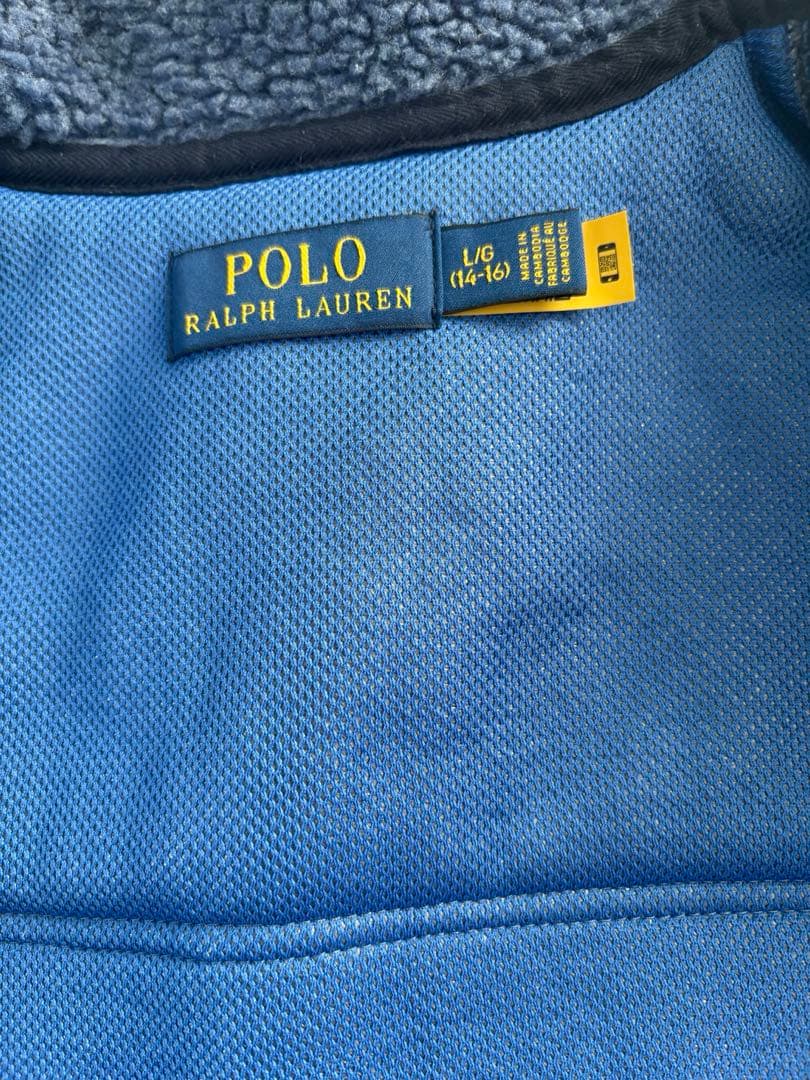 POLO
RALPH LAUREN
L/G
(14-16)
MADE IN
CAMBODIA
FABRIQUÉ AU
CAMBODGE